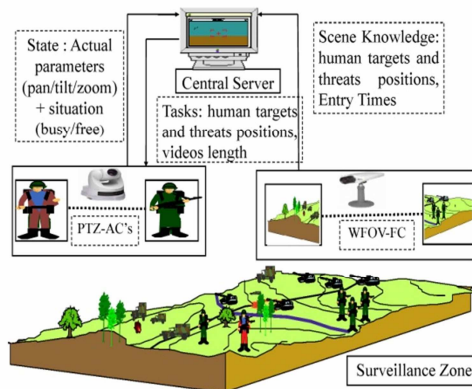 State : Actual
parameters
(pan/tilt/zoom)
+ situation
(busy/free)
Central Server
Scene Knowledge:
human targets and
threats positions,
Entry Times
Tasks: human targets
and threats positions,
videos length
PTZ-AC's
WFOV-FC
Surveillance Zone